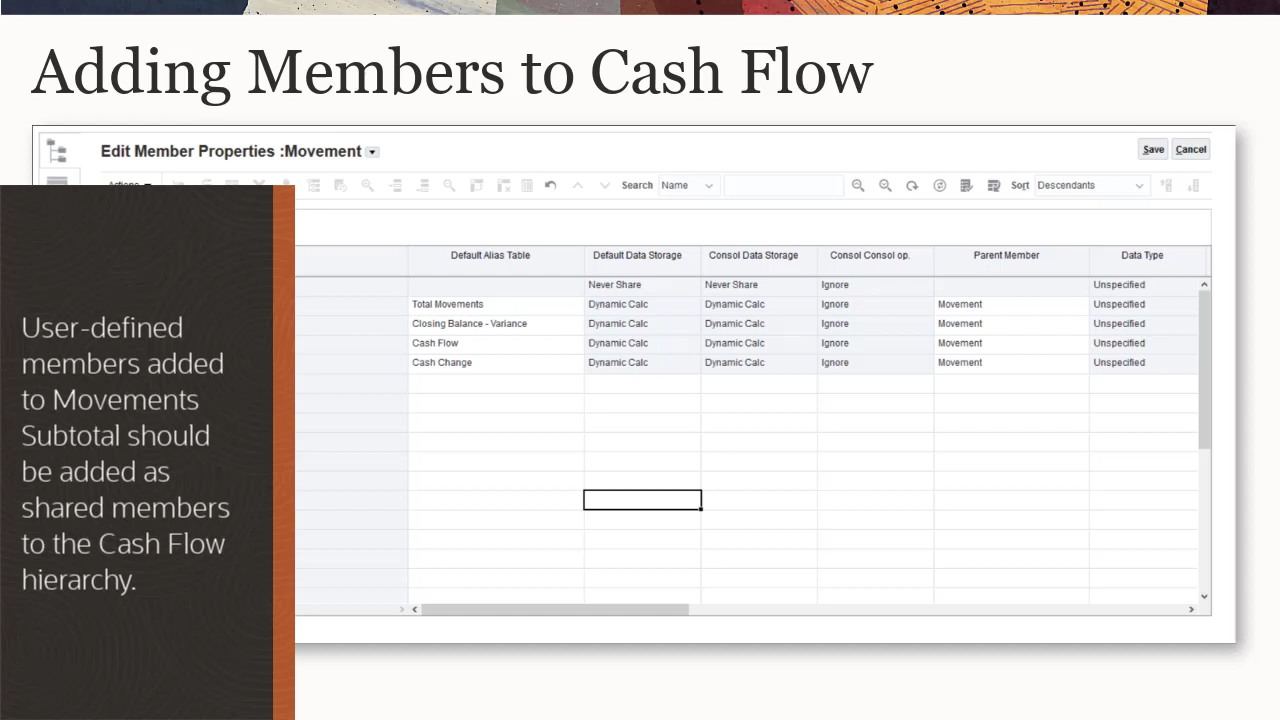 Adding Members to Cash Flow
Edit Member Properties :Movement
Save Cancel
Actions
Search Name
Sort Descendants
Default Alias Table Default Data Storage Consol Data Storage Consol Consol op. Parent Member Data Type
Never Share Never Share Ignore Unspecified
Total Movements Dynamic Calc Dynamic Calc Ignore Movement Unspecified
Closing Balance - Variance Dynamic Calc Dynamic Calc Ignore Movement Unspecified
Cash Flow Dynamic Calc Dynamic Calc Ignore Movement Unspecified
Cash Change Dynamic Calc Dynamic Calc Ignore Movement Unspecified
User-defined
members added
to Movements
Subtotal should
be added as
shared members
to the Cash Flow
hierarchy.